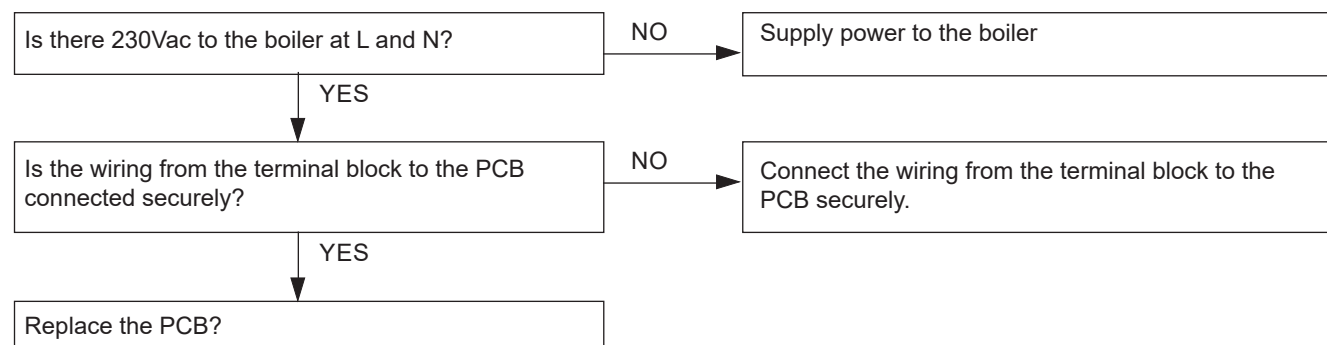 Is there 230Vac to the boiler at L and N?
NO
Supply power to the boiler
YES
Is the wiring from the terminal block to the PCB
connected securely?
NO
Connect the wiring from the terminal block to the
PCB securely.
YES
Replace the PCB?